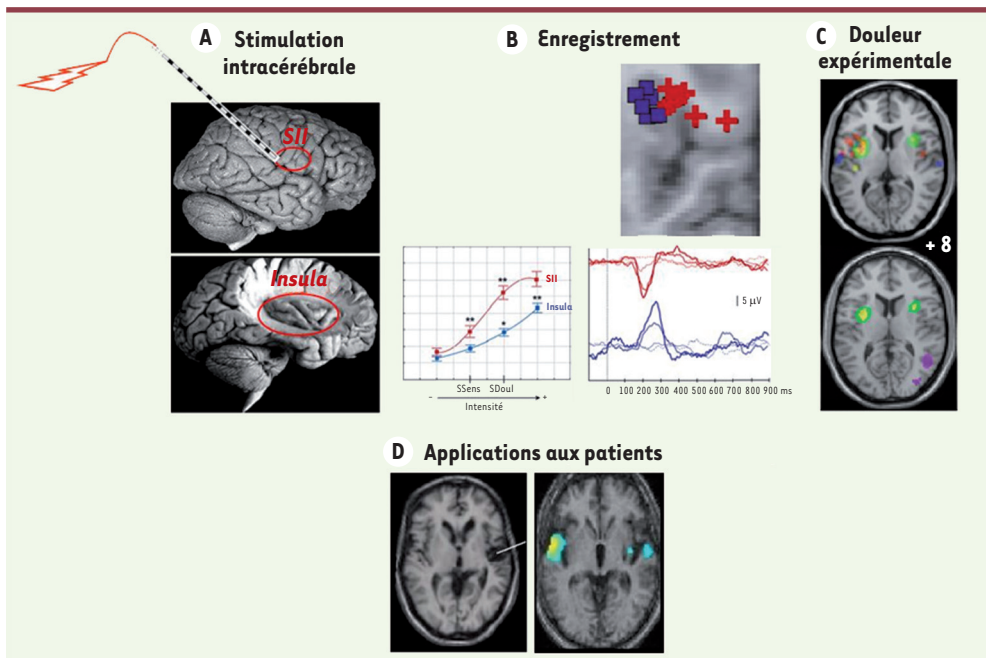 A Stimulation
intracérébrale
SII
Insula
B Enregistrement
SII
Insula
**
**
*
**
SSens SDoul
- Intensité +
5 µV
0 100 200 300 400 500 600 700 800 900 ms
C Douleur
expérimentale
+ 8
D Applications aux patients